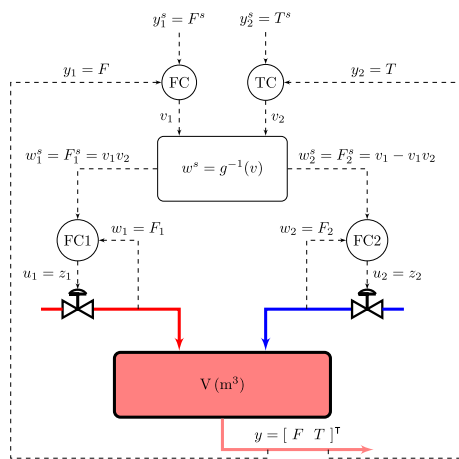 y₁ˢ = Fˢ y₂ˢ = Tˢ
y₁ = F FC TC y₂ = T
v₁ v₂
w₁ˢ = F₁ˢ = v₁v₂ wˢ = g⁻¹(v) w₂ˢ = F₂ˢ = v₁ − v₁v₂
w₁ = F₁ w₂ = F₂
FC1 FC2
u₁ = z₁ u₂ = z₂
V (m³)
y = [ F T ]ᵀ